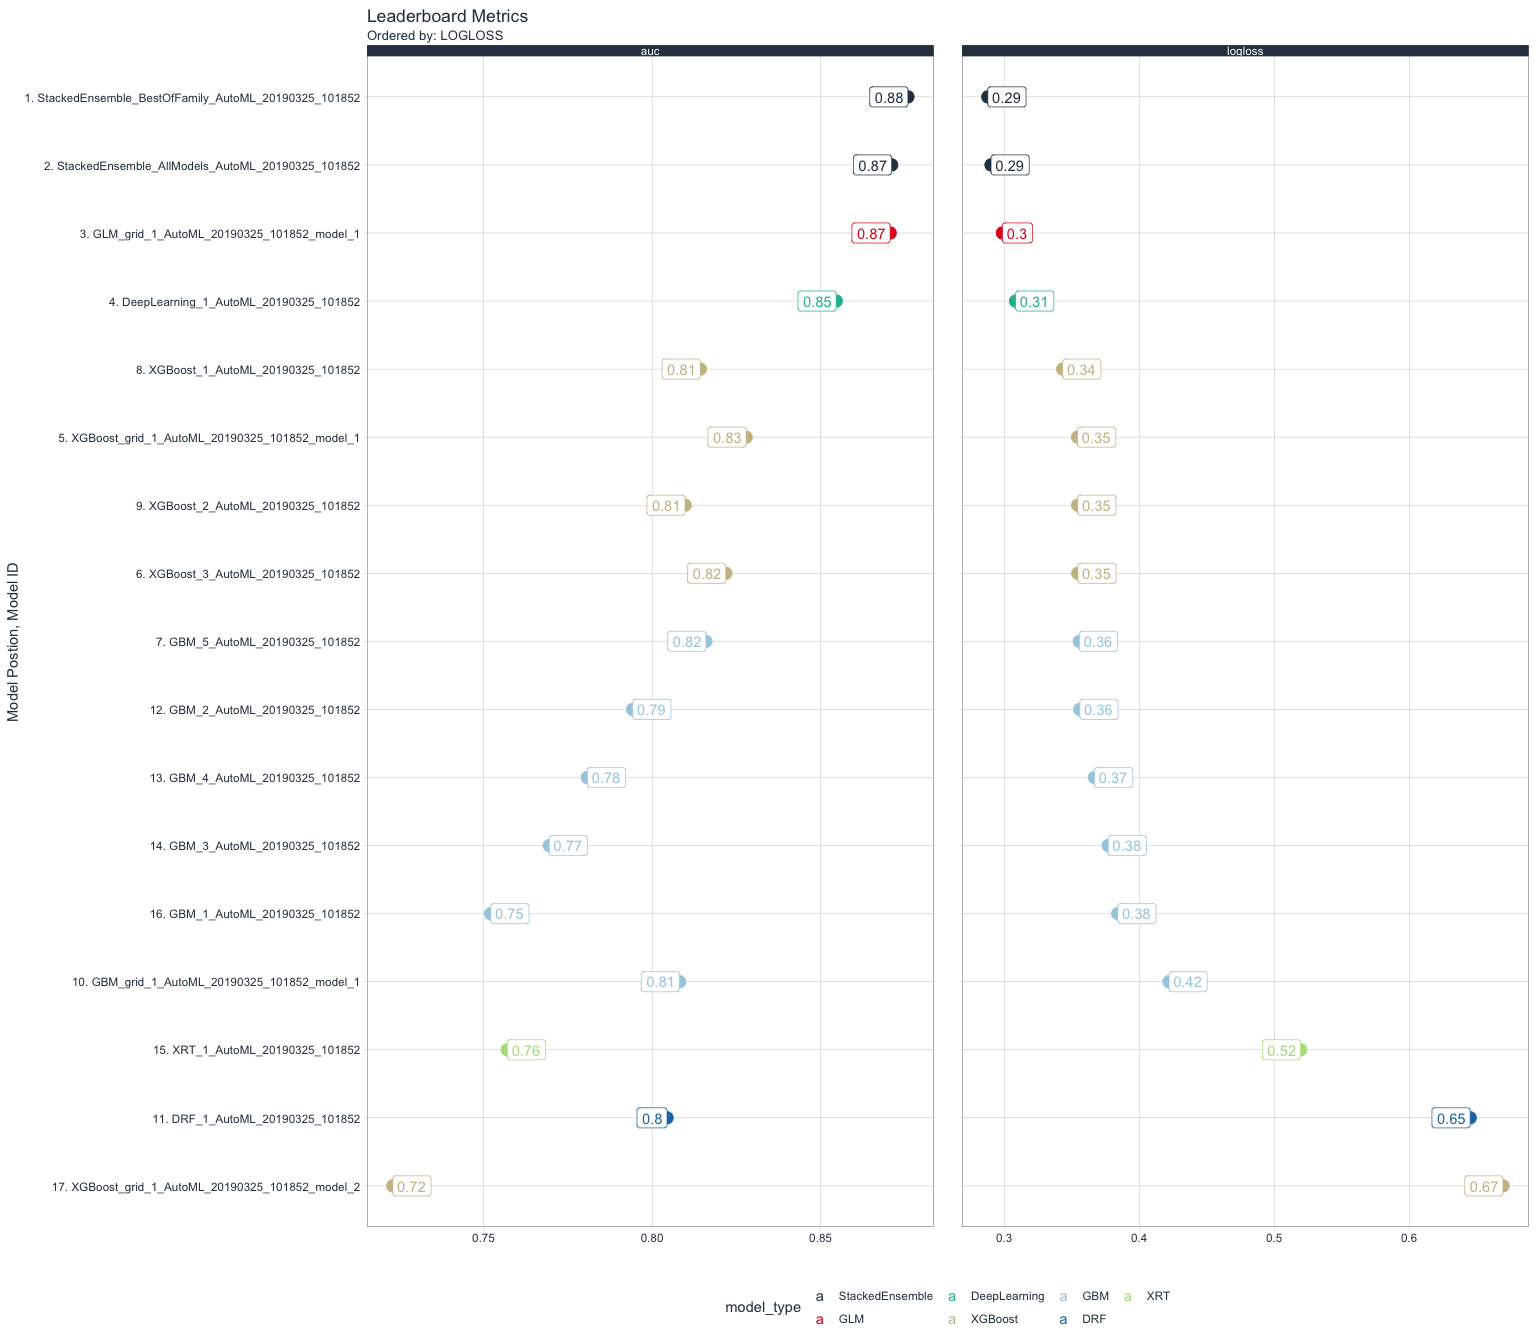 Leaderboard Metrics
Ordered by: LOGLOSS
auc logloss
1. StackedEnsemble_BestOfFamily_AutoML_20190325_101852 0.88 0.29
2. StackedEnsemble_AllModels_AutoML_20190325_101852 0.87 0.29
3. GLM_grid_1_AutoML_20190325_101852_model_1 0.87 0.3
4. DeepLearning_1_AutoML_20190325_101852 0.85 0.31
8. XGBoost_1_AutoML_20190325_101852 0.81 0.34
5. XGBoost_grid_1_AutoML_20190325_101852_model_1 0.83 0.35
9. XGBoost_2_AutoML_20190325_101852 0.81 0.35
6. XGBoost_3_AutoML_20190325_101852 0.82 0.35
7. GBM_5_AutoML_20190325_101852 0.82 0.36
12. GBM_2_AutoML_20190325_101852 0.79 0.36
13. GBM_4_AutoML_20190325_101852 0.78 0.37
14. GBM_3_AutoML_20190325_101852 0.77 0.38
16. GBM_1_AutoML_20190325_101852 0.75 0.38
10. GBM_grid_1_AutoML_20190325_101852_model_1 0.81 0.42
15. XRT_1_AutoML_20190325_101852 0.76 0.52
11. DRF_1_AutoML_20190325_101852 0.8 0.65
17. XGBoost_grid_1_AutoML_20190325_101852_model_2 0.72 0.67
Model Postion, Model ID
0.75 0.80 0.85 0.3 0.4 0.5 0.6
model_type
a StackedEnsemble a DeepLearning a GBM a XRT
a GLM a XGBoost a DRF